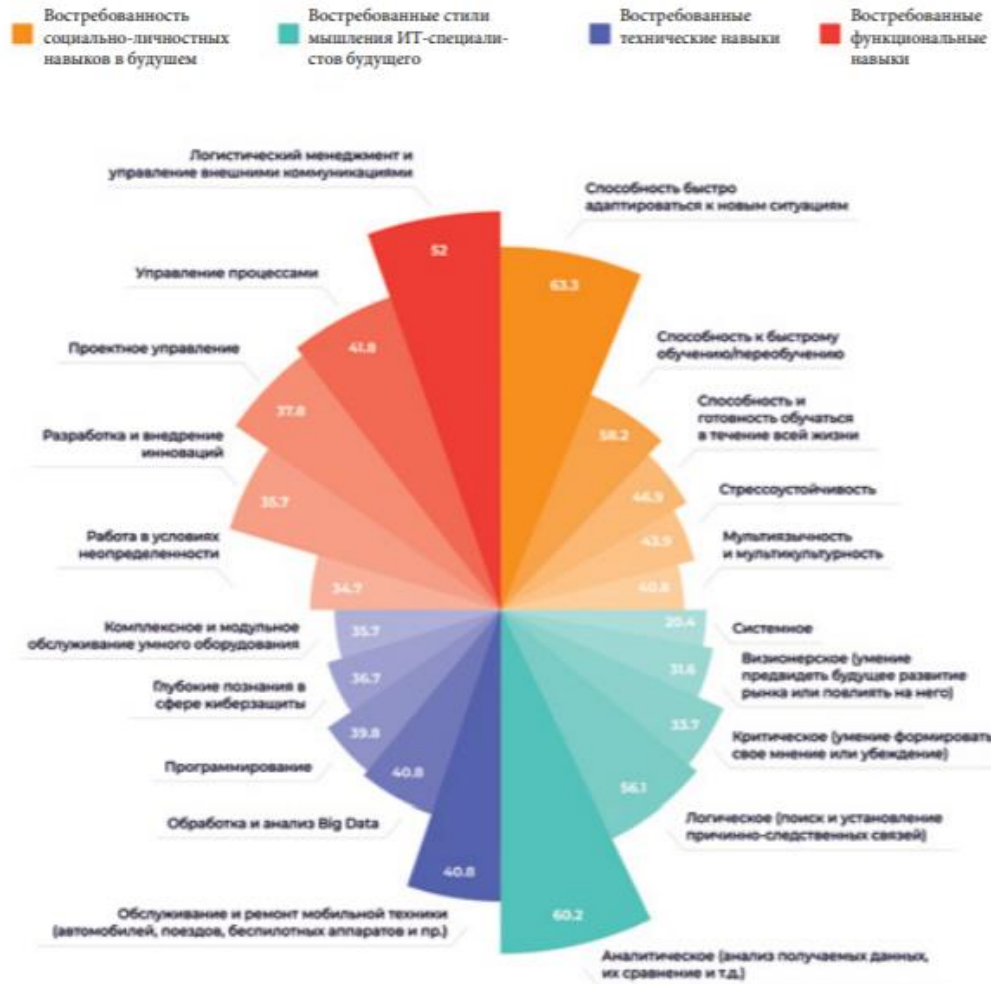 Востребованность
социально-личностных
навыков в будушем
Востребованные стили
мышления ИТ-специали-
стов будущего
Востребованные
технические навыки
Востребованные
функциональные
навыки
Логистический менеджмент и
управление внешними коммуникациями
52
Управление процессами
41.8
Проектное управление
37.8
Разработка и внедрение
инноваций
35.7
Работа в условиях
неопределенности
34.7
Способность быстро
адаптироваться к новым ситуациям
63.3
Способность к быстрому
обучению/переобучению
58.2
Способность и
готовность обучаться
в течение всей жизни
46.9
Стрессоустойчивость
43.9
Мультиязычность
и мультикультурность
40.8
Комплексное и модульное
обслуживание умного оборудования
35.7
Глубокие познания в
сфере киберзащиты
36.7
Программирование
39.8
Обработка и анализ Big Data
40.8
Обслуживание и ремонт мобильной техники
(автомобилей, поездов, беспилотных аппаратов и пр.)
40.8
Системное
20.4
Визионерское (умение
предвидеть будущее развитие
рынка или повлиять на него)
31.6
Критическое (умение формировать
свое мнение или убеждение)
33.7
Логическое (поиск и установление
причинно-следственных связей)
56.1
Аналитическое (анализ получаемых данных,
их сравнение и т.д.)
60.2